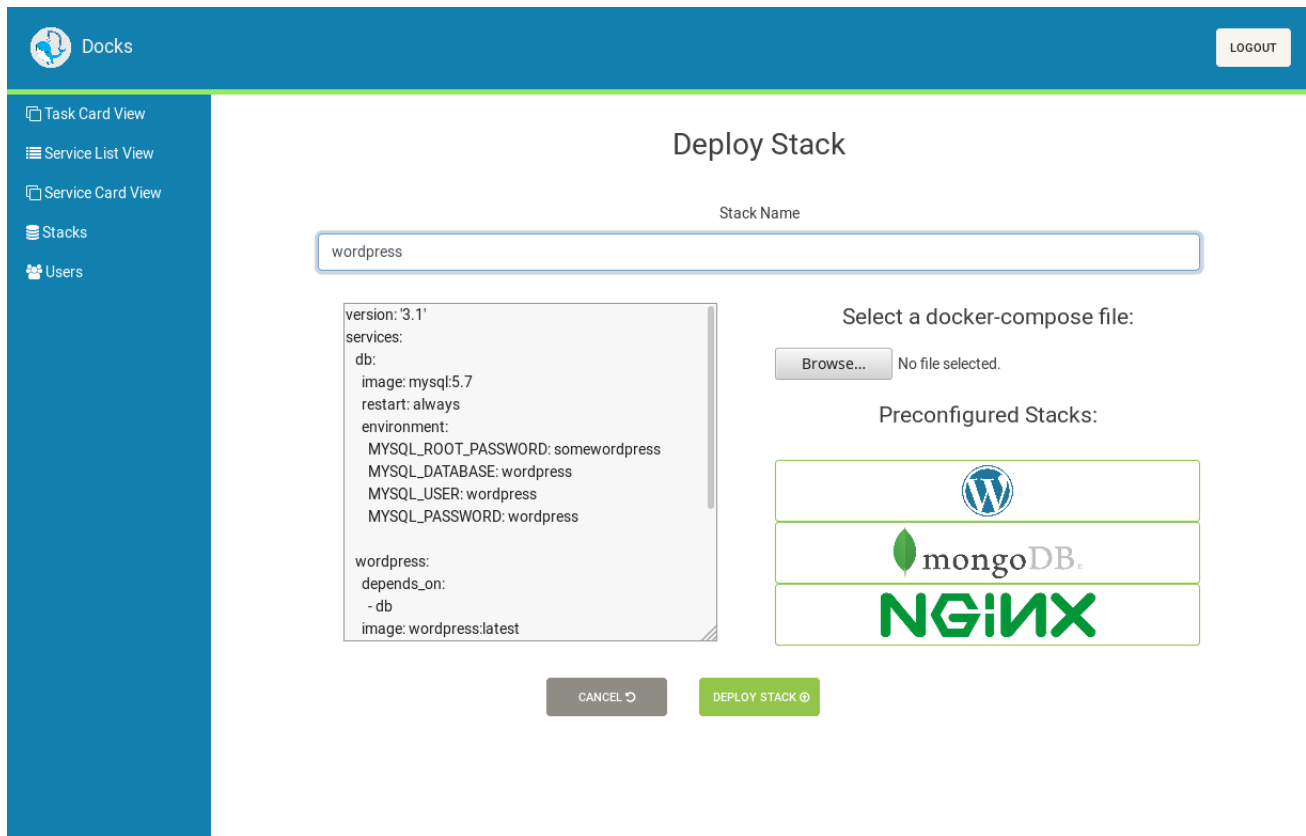 Docks
LOGOUT
Task Card View
Service List View
Service Card View
Stacks
Users
Deploy Stack
Stack Name
wordpress
version: '3.1'
services:
  db:
    image: mysql:5.7
    restart: always
    environment:
      MYSQL_ROOT_PASSWORD: somewordpress
      MYSQL_DATABASE: wordpress
      MYSQL_USER: wordpress
      MYSQL_PASSWORD: wordpress
  wordpress:
    depends_on:
      - db
    image: wordpress:latest
Select a docker-compose file:
Browse... No file selected.
Preconfigured Stacks:
W
mongoDB
NGINX
CANCEL
DEPLOY STACK